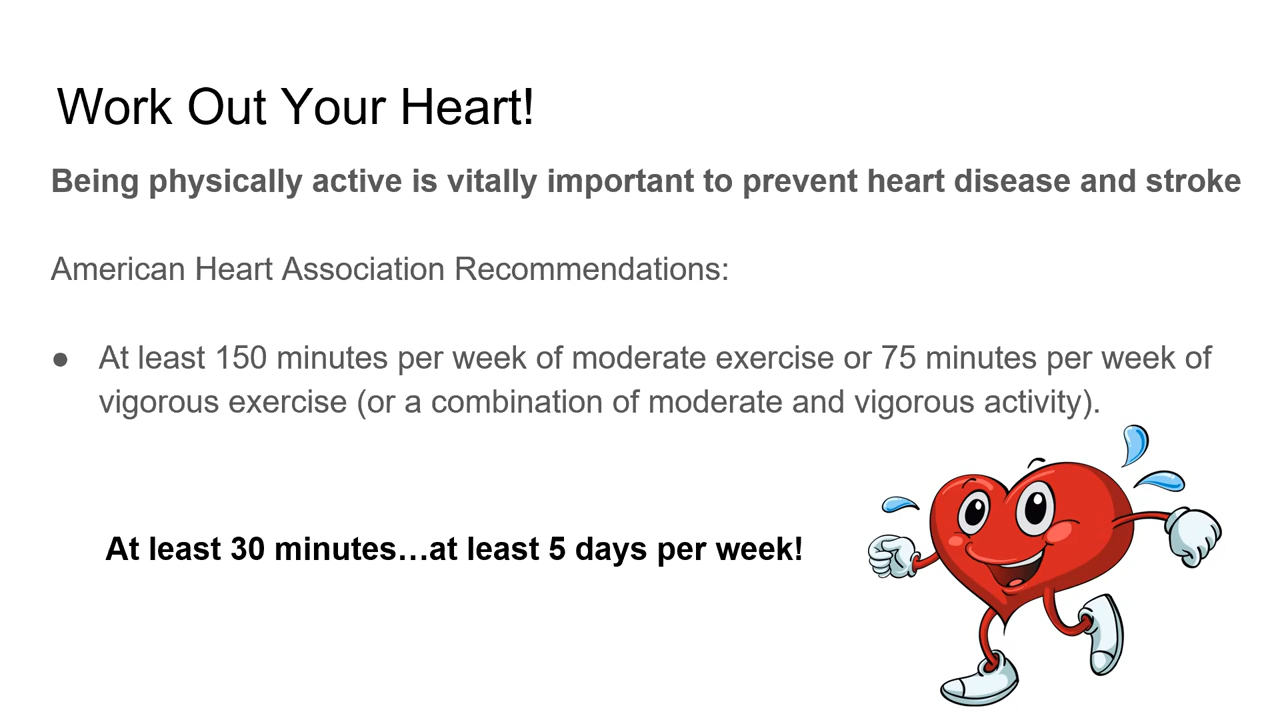 Work Out Your Heart!
Being physically active is vitally important to prevent heart disease and stroke
American Heart Association Recommendations:
● At least 150 minutes per week of moderate exercise or 75 minutes per week of
vigorous exercise (or a combination of moderate and vigorous activity).
At least 30 minutes…at least 5 days per week!